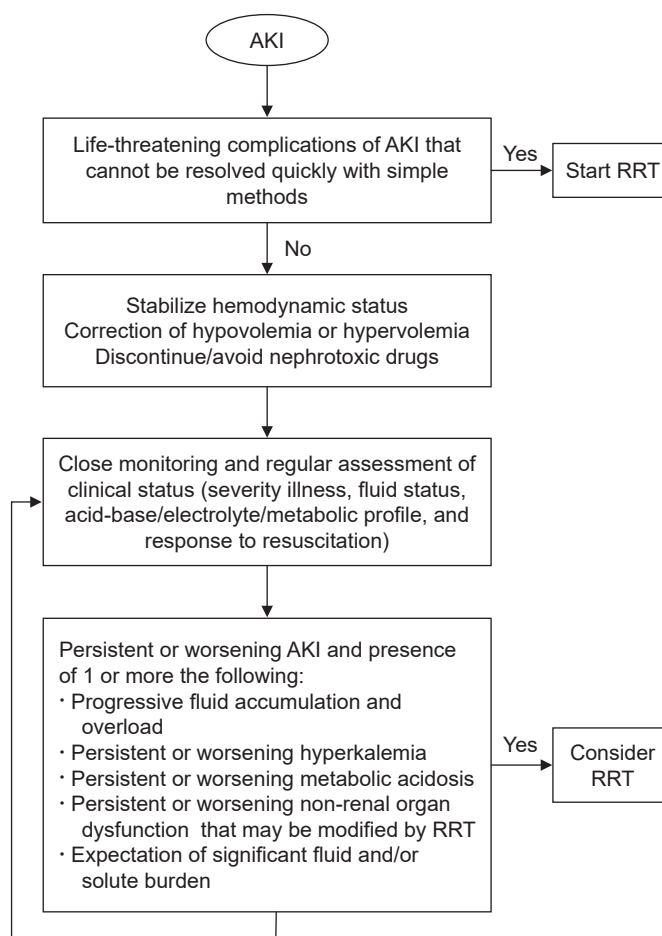 AKI
Life-threatening complications of AKI that
cannot be resolved quickly with simple
methods
Yes
Start RRT
No
Stabilize hemodynamic status
Correction of hypovolemia or hypervolemia
Discontinue/avoid nephrotoxic drugs
Close monitoring and regular assessment of
clinical status (severity illness, fluid status,
acid-base/electrolyte/metabolic profile, and
response to resuscitation)
Persistent or worsening AKI and presence
of 1 or more the following:
· Progressive fluid accumulation and
overload
· Persistent or worsening hyperkalemia
· Persistent or worsening metabolic acidosis
· Persistent or worsening non-renal organ
dysfunction that may be modified by RRT
· Expectation of significant fluid and/or
solute burden
Yes
Consider
RRT